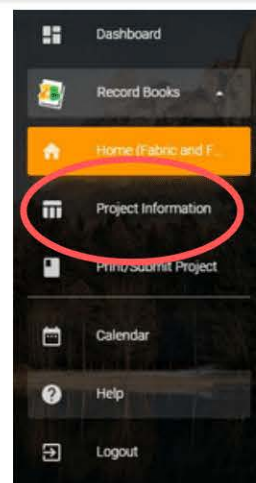 Dashboard
Record Books
Home (Fabric and F...
Project Information
Print/Submit Project
Calendar
Help
Logout